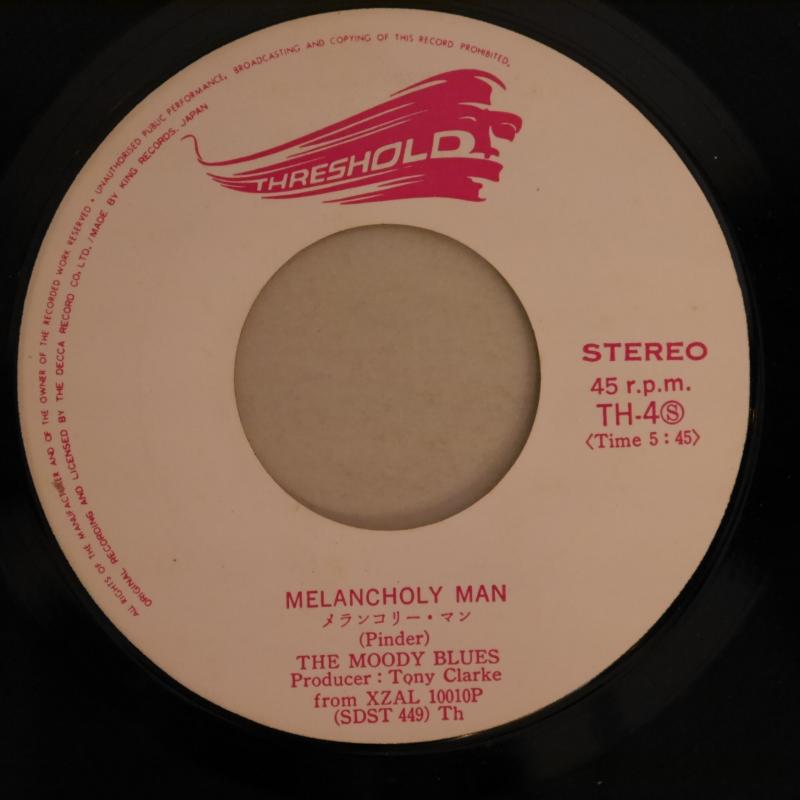 ALL RIGHTS OF THE MANUFACTURER AND OF THE OWNER OF THE RECORDED WORK RESERVED • UNAUTHORISED PUBLIC PERFORMANCE, BROADCASTING AND COPYING OF THIS RECORD PROHIBITED.
ORIGINAL RECORDING AND LICENSED BY THE DECCA RECORD CO. LTD. /MADE BY KING RECORDS. JAPAN
THRESHOLD
STEREO
45 r.p.m.
TH-4Ⓢ
〈Time 5:45〉
MELANCHOLY MAN
メランコリー・マン
(Pinder)
THE MOODY BLUES
Producer : Tony Clarke
from XZAL 10010P
(SDST 449) Th